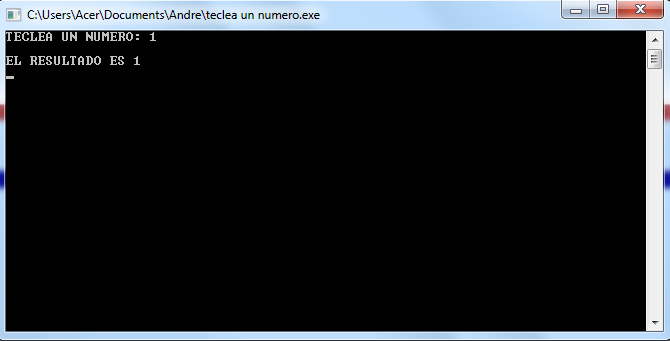 C:\Users\Acer\Documents\Andre\teclea un numero.exe
TECLEA UN NUMERO: 1
EL RESULTADO ES 1